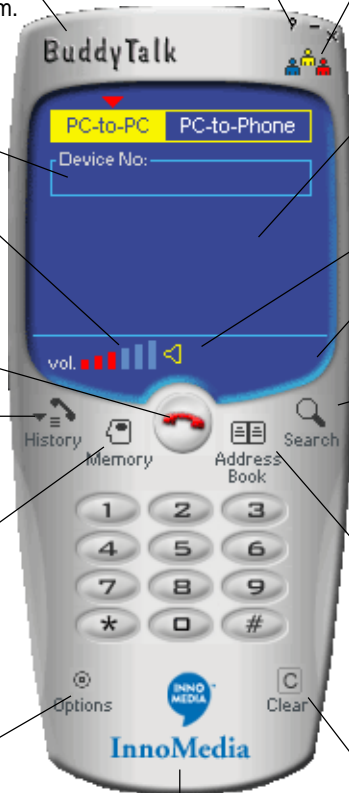 m.
? - x
BuddyTalk
PC-to-PC PC-to-Phone
Device No:
vol.
History Memory Address Book Search
1 2 3
4 5 6
7 8 9
* 0 #
Options INNO MEDIA C Clear
InnoMedia